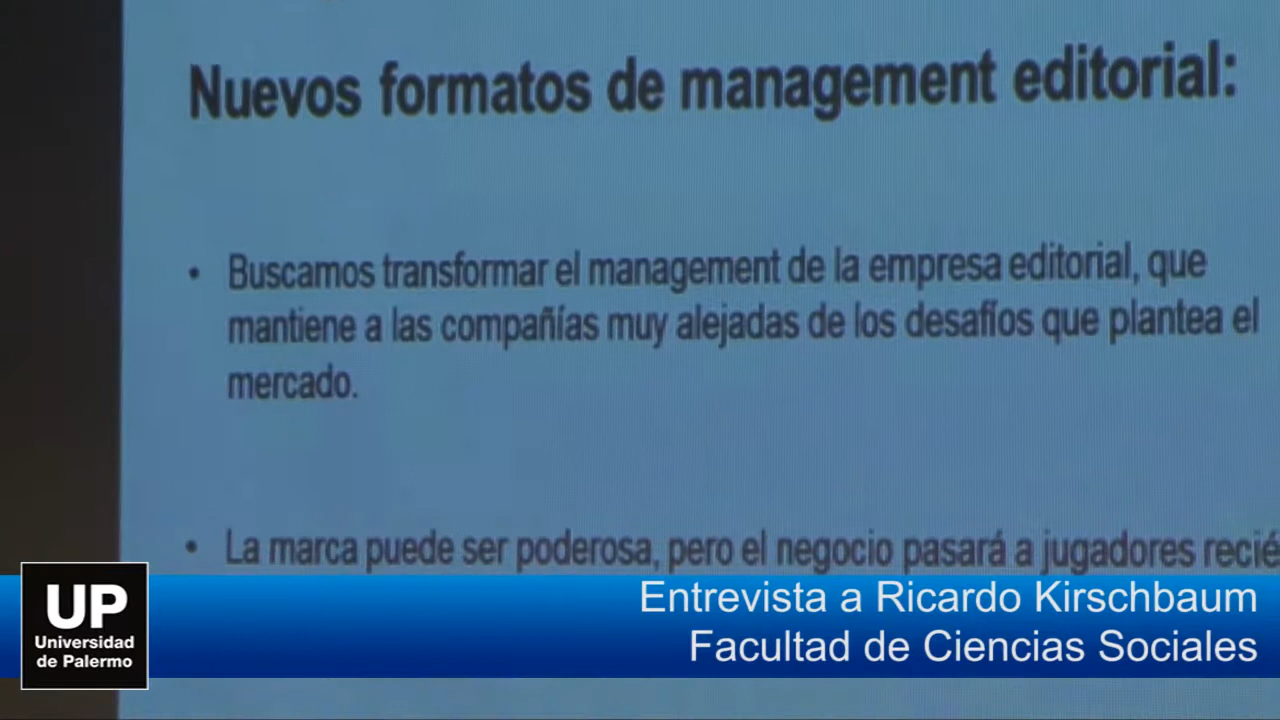 Nuevos formatos de management editorial:
• Buscamos transformar el management de la empresa editorial, que
mantiene a las compañías muy alejadas de los desafíos que plantea el
mercado.
• La marca puede ser poderosa, pero el negocio pasará a jugadores
Entrevista a Ricardo Kirschbaum
Facultad de Ciencias Sociales
UP
Universidad
de Palermo